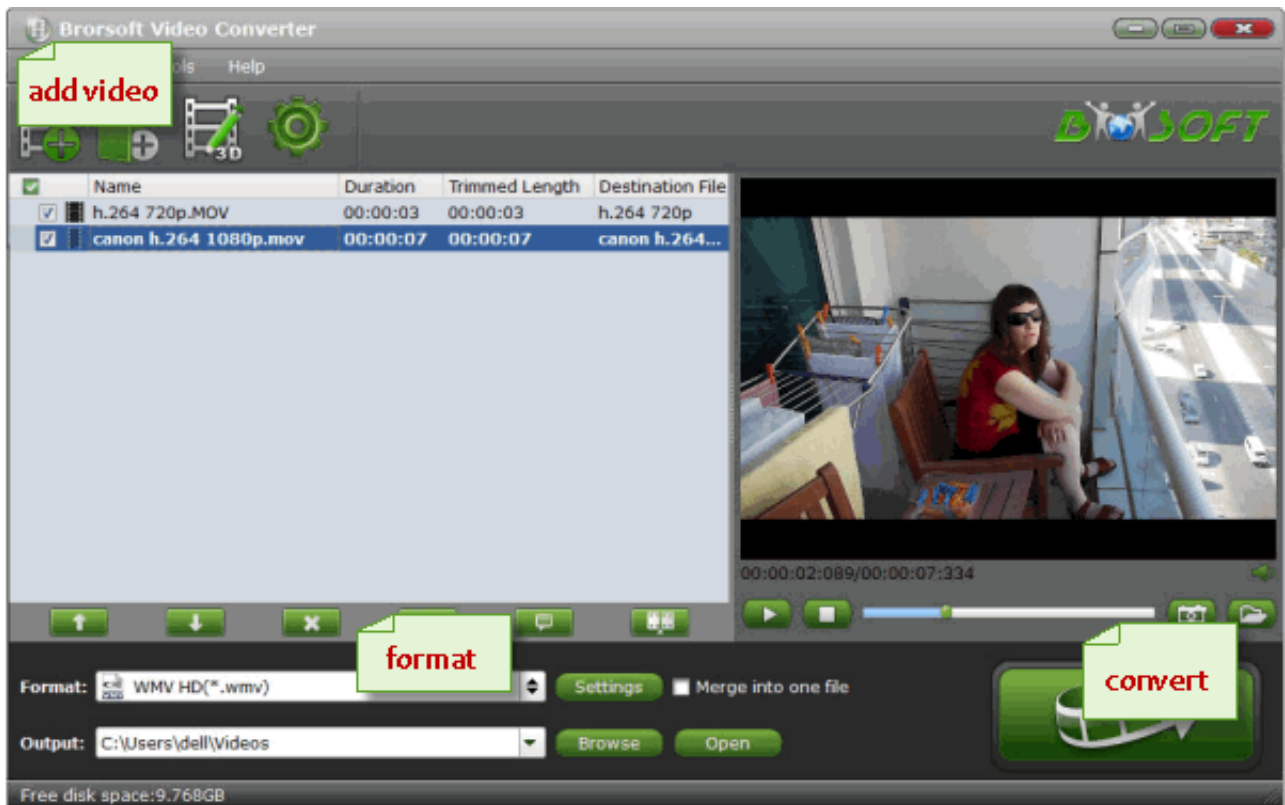 Brorsoft Video Converter
Help
add video
3D
BROSOFT
Name Duration Trimmed Length Destination File
h.264 720p.MOV 00:00:03 00:00:03 h.264 720p
canon h.264 1080p.mov 00:00:07 00:00:07 canon h.264...
00:00:02:089/00:00:07:334
format
convert
Format: WMV HD(*.wmv) Settings Merge into one file
Output: C:\Users\dell\Videos Browse Open
Free disk space:9.768GB